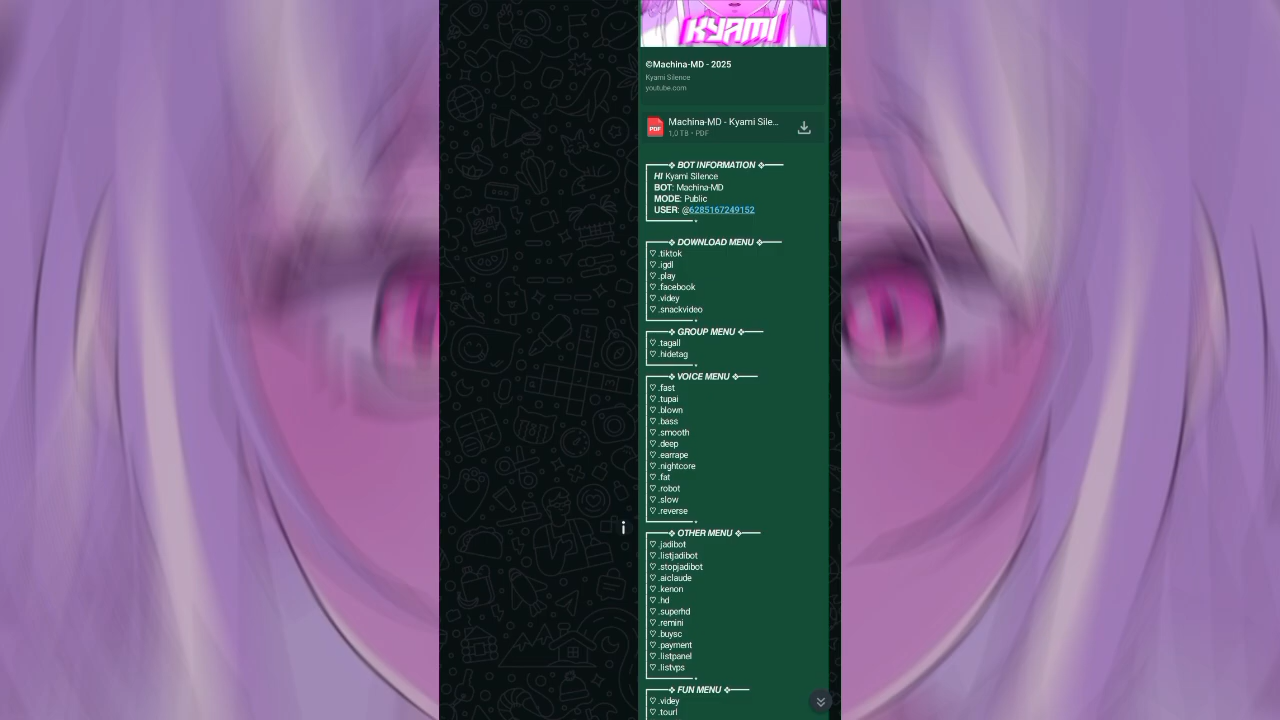 KYAMI
©Machina-MD - 2025
Kyami Silence
youtube.com
Machina-MD - Kyami Sile...
PDF
1,0 TB • PDF
❖ BOT INFORMATION ❖
HI Kyami Silence
BOT: Machina-MD
MODE: Public
USER: @6285167249152
❖ DOWNLOAD MENU ❖
♡ .tiktok
♡ .igdl
♡ .play
♡ .facebook
♡ .videy
♡ .snackvideo
❖ GROUP MENU ❖
♡ .tagall
♡ .hidetag
❖ VOICE MENU ❖
♡ .fast
♡ .tupai
♡ .blown
♡ .bass
♡ .smooth
♡ .deep
♡ .earrape
♡ .nightcore
♡ .fat
♡ .robot
♡ .slow
♡ .reverse
❖ OTHER MENU ❖
♡ .jadibot
♡ .listjadibot
♡ .stopjadibot
♡ .aiclaude
♡ .kenon
♡ .hd
♡ .superhd
♡ .remini
♡ .buysc
♡ .payment
♡ .listpanel
♡ .listvps
❖ FUN MENU ❖
♡ .videy
♡ .tourl